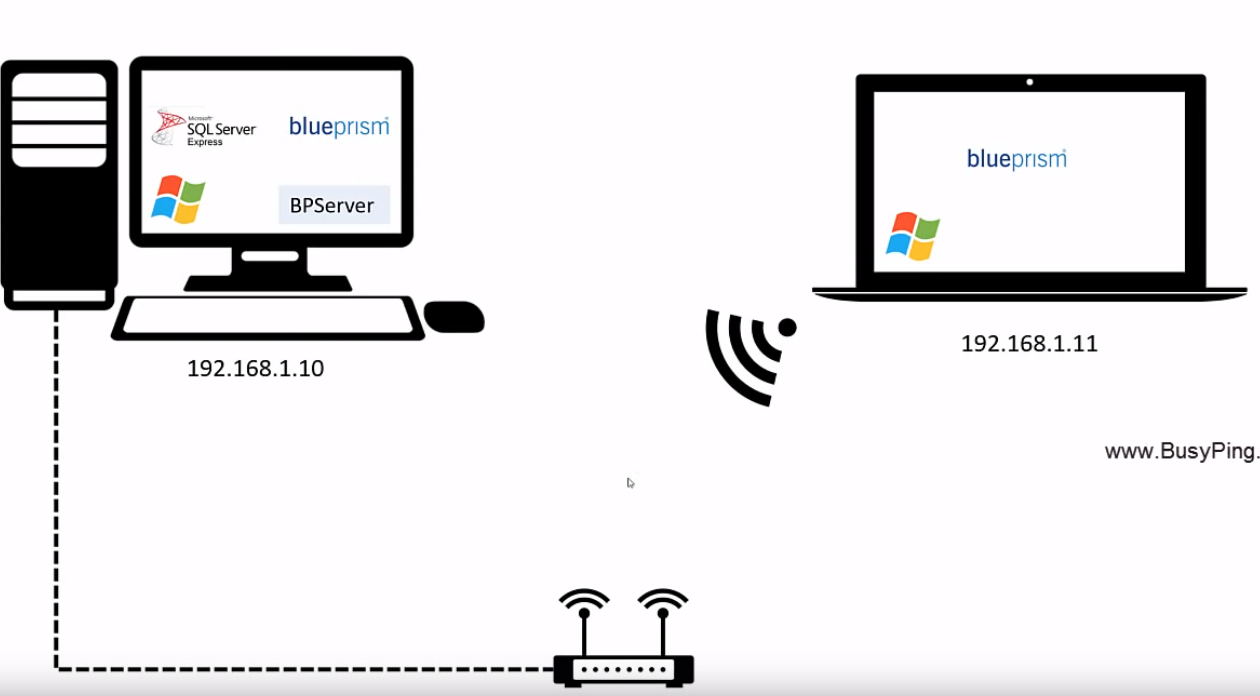 Microsoft
SQL Server
Express
blueprism
BPServer
192.168.1.10
blueprism
192.168.1.11
www.BusyPing.